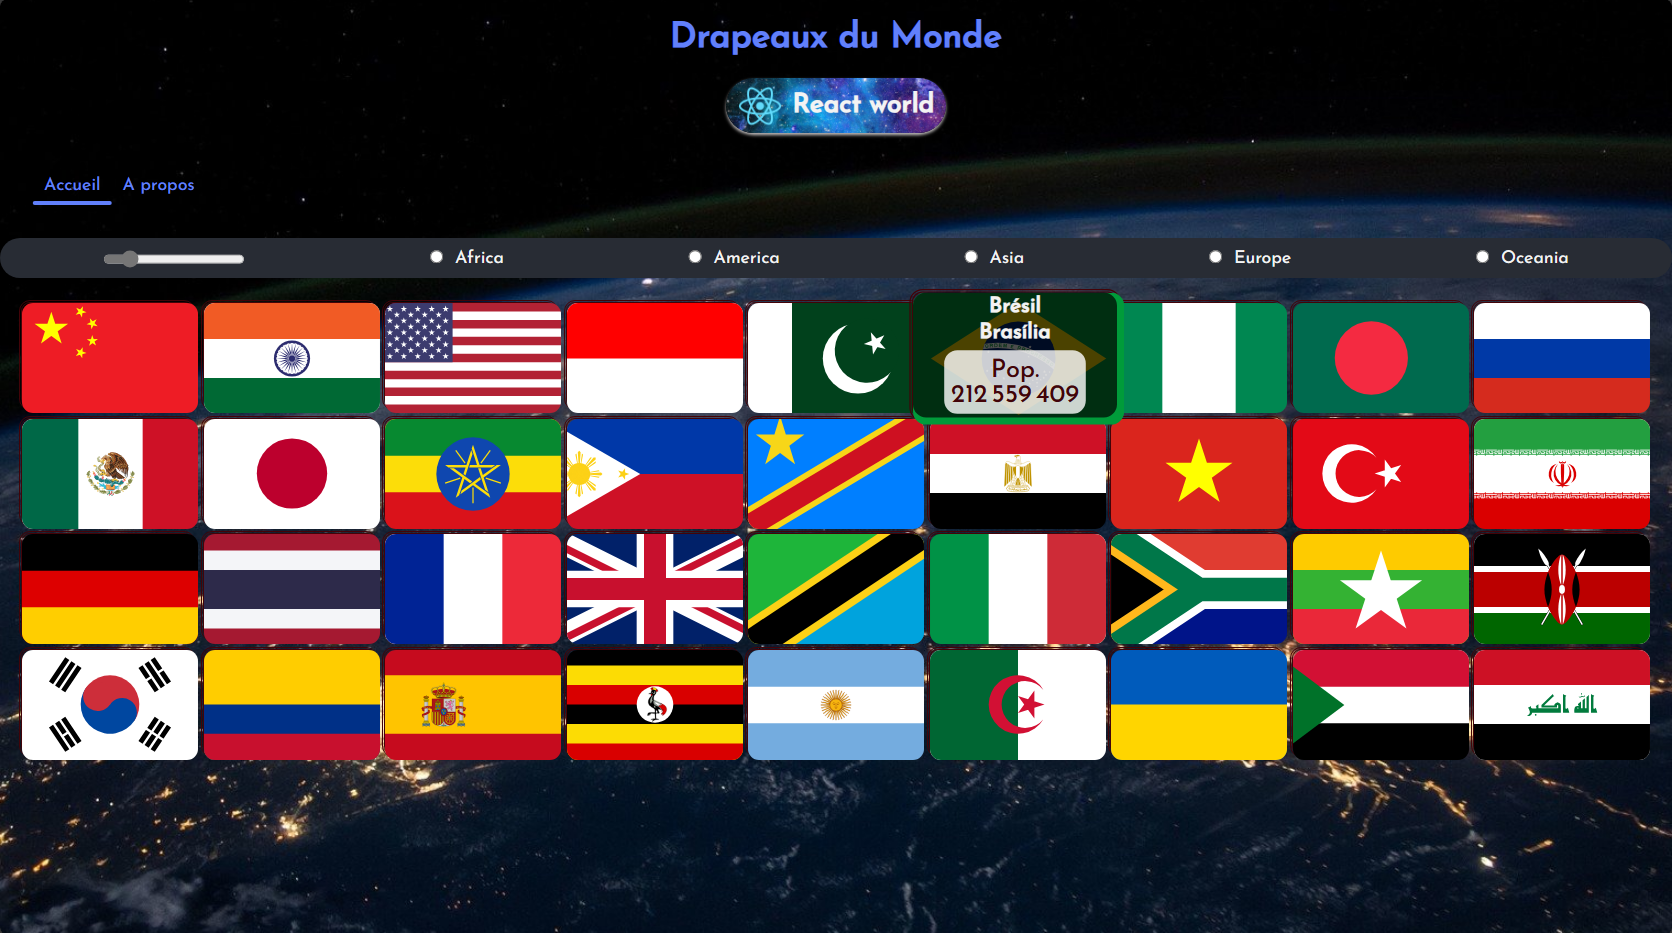 Drapeaux du Monde
React world
Accueil A propos
Africa America Asia Europe Oceania
Brésil
Brasília
Pop.
212 559 409
الله اكبر